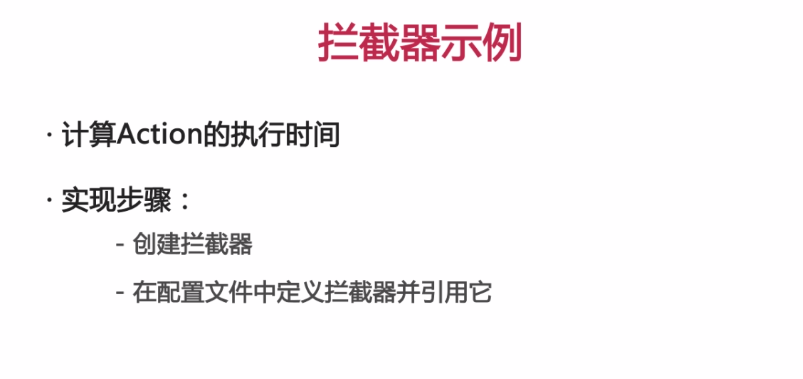 拦截器示例
· 计算Action的执行时间
· 实现步骤：
- 创建拦截器
- 在配置文件中定义拦截器并引用它